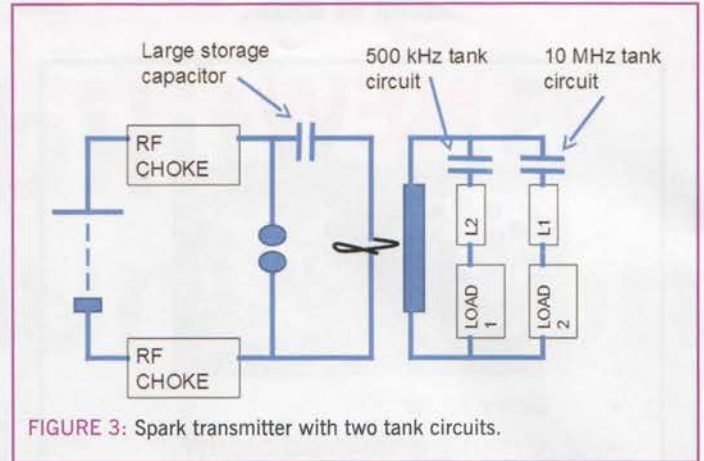 Large storage
capacitor
500 kHz tank
circuit
10 MHz tank
circuit
RF
CHOKE
L2
L1
LOAD
1
LOAD
2
RF
CHOKE
FIGURE 3: Spark transmitter with two tank circuits.